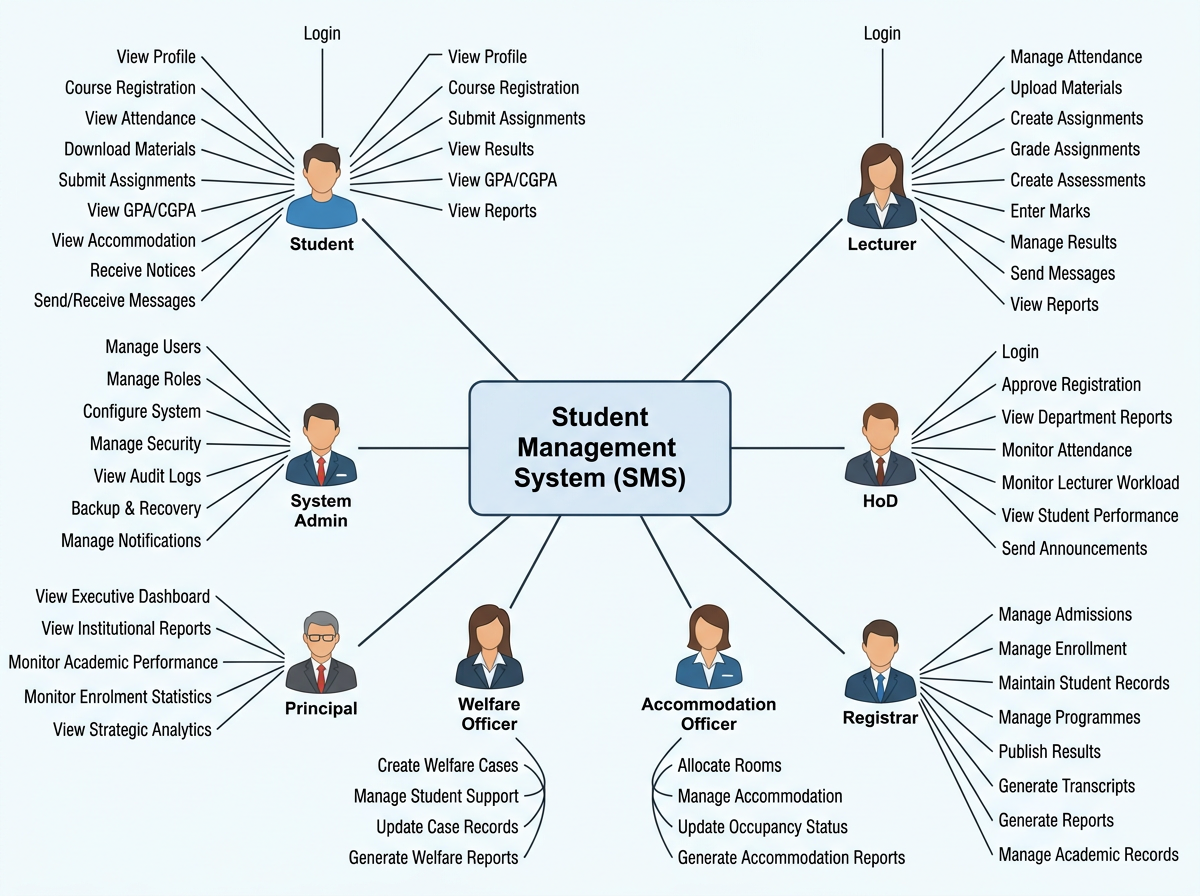 Login
View Profile
Course Registration
View Attendance
Download Materials
Submit Assignments
View GPA/CGPA
View Accommodation
Receive Notices
Send/Receive Messages
View Profile
Course Registration
Submit Assignments
View Results
View GPA/CGPA
View Reports
Student
Login
Manage Attendance
Upload Materials
Create Assignments
Grade Assignments
Create Assessments
Enter Marks
Manage Results
Send Messages
View Reports
Lecturer
Manage Users
Manage Roles
Configure System
Manage Security
View Audit Logs
Backup & Recovery
Manage Notifications
System
Admin
Student
Management
System (SMS)
Login
Approve Registration
View Department Reports
Monitor Attendance
Monitor Lecturer Workload
View Student Performance
Send Announcements
HoD
View Executive Dashboard
View Institutional Reports
Monitor Academic Performance
Monitor Enrolment Statistics
View Strategic Analytics
Principal
Welfare
Officer
Create Welfare Cases
Manage Student Support
Update Case Records
Generate Welfare Reports
Accommodation
Officer
Allocate Rooms
Manage Accommodation
Update Occupancy Status
Generate Accommodation Reports
Registrar
Manage Admissions
Manage Enrollment
Maintain Student Records
Manage Programmes
Publish Results
Generate Transcripts
Generate Reports
Manage Academic Records